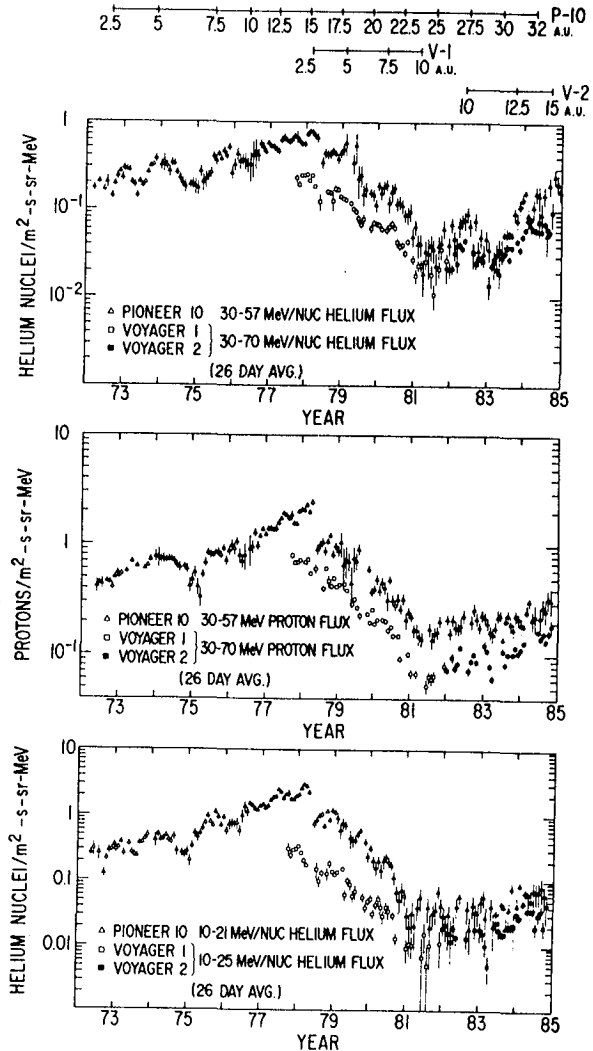 P-10
2.5 5 7.5 10 12.5 15 17.5 20 22.5 25 27.5 30 32 A.U.
V-1
2.5 5 7.5 10 A.U.
V-2
10 12.5 15 A.U.
HELIUM NUCLEI/m²-s-sr-MeV
1
10⁻¹
10⁻²
△ PIONEER 10 30-57 MeV/NUC HELIUM FLUX
□ VOYAGER 1
■ VOYAGER 2 } 30-70 MeV/NUC HELIUM FLUX
(26 DAY AVG.)
73 75 77 79 81 83 85
YEAR
PROTONS/m²-s-sr-MeV
10
1
10⁻¹
△ PIONEER 10 30-57 MeV PROTON FLUX
□ VOYAGER 1
■ VOYAGER 2 } 30-70 MeV PROTON FLUX
(26 DAY AVG.)
73 75 77 79 81 83 85
YEAR
HELIUM NUCLEI/m²-s-sr-MeV
10
1.0
0.1
0.01
△ PIONEER 10 10-21 MeV/NUC HELIUM FLUX
□ VOYAGER 1
■ VOYAGER 2 } 10-25 MeV/NUC HELIUM FLUX
(26 DAY AVG.)
73 75 77 79 81 83 85
YEAR